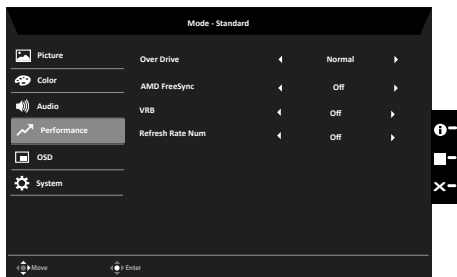 Mode - Standard
Picture
Color
Audio
Performance
OSD
System
Over Drive Normal
AMD FreeSync Off
VRB Off
Refresh Rate Num Off
Move Enter